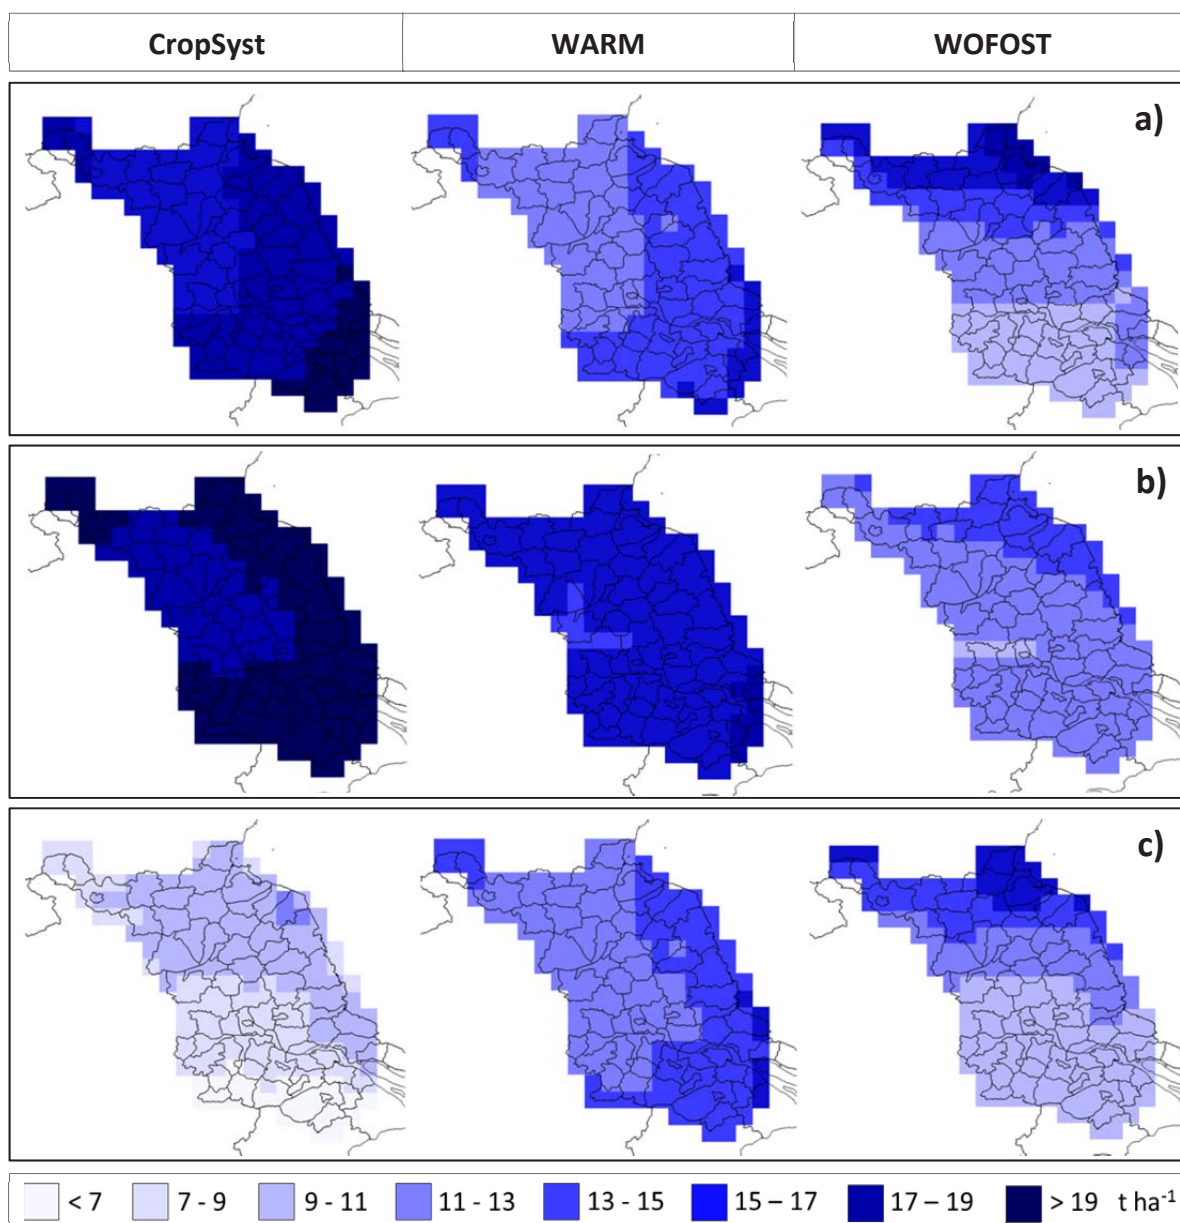 CropSyst WARM WOFOST
a)
b)
c)
< 7 7 - 9 9 - 11 11 - 13 13 - 15 15 – 17 17 – 19 > 19 t ha⁻¹